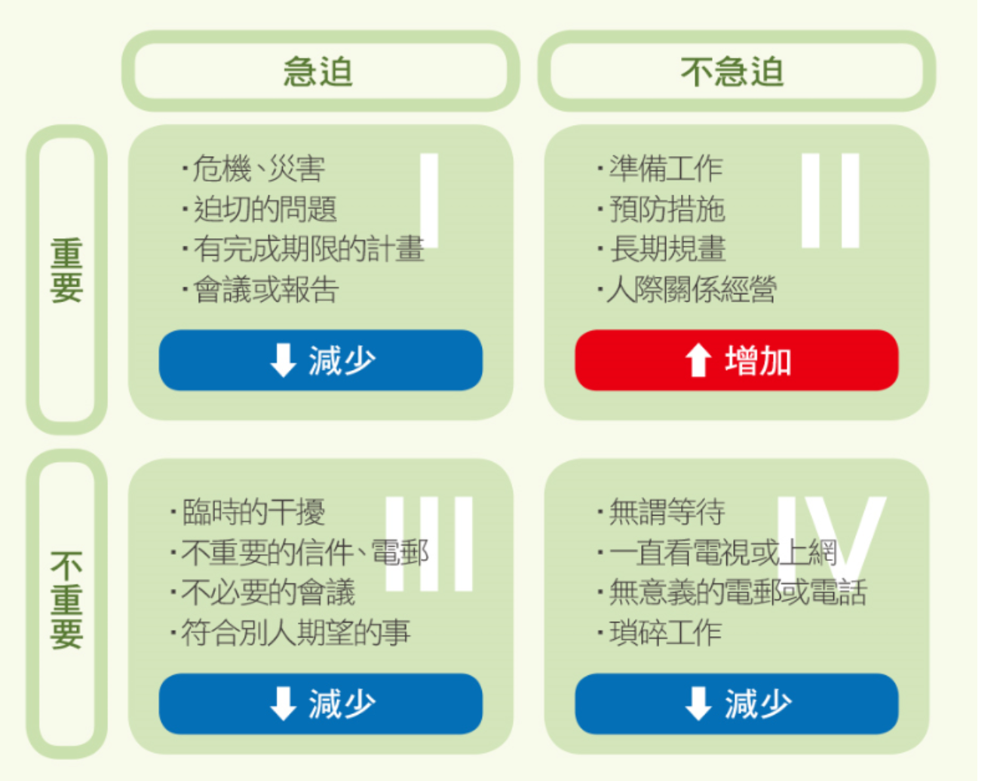 急迫
不急迫
重要
・危機、災害
・迫切的問題
・有完成期限的計畫
・會議或報告
I
減少
・準備工作
・預防措施
・長期規畫
・人際關係經營
II
增加
不重要
・臨時的干擾
・不重要的信件、電郵
・不必要的會議
・符合別人期望的事
III
減少
・無謂等待
・一直看電視或上網
・無意義的電郵或電話
・瑣碎工作
IV
減少